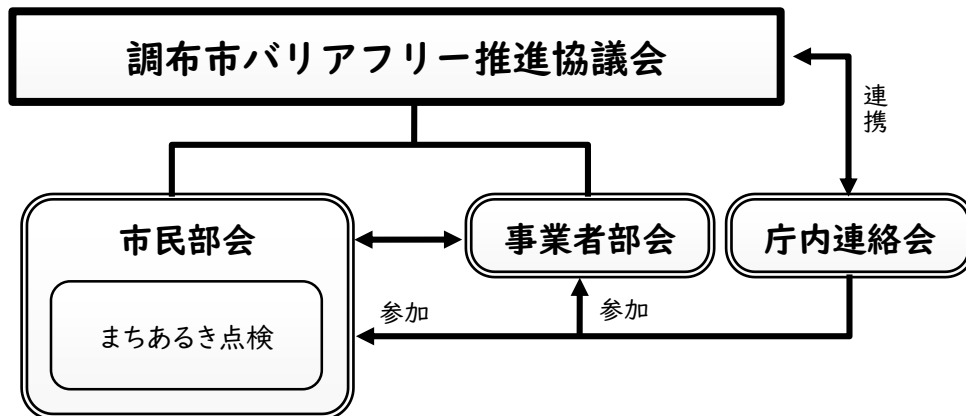 調布市バリアフリー推進協議会
連携
市民部会
事業者部会
庁内連絡会
参加
参加
まちあるき点検